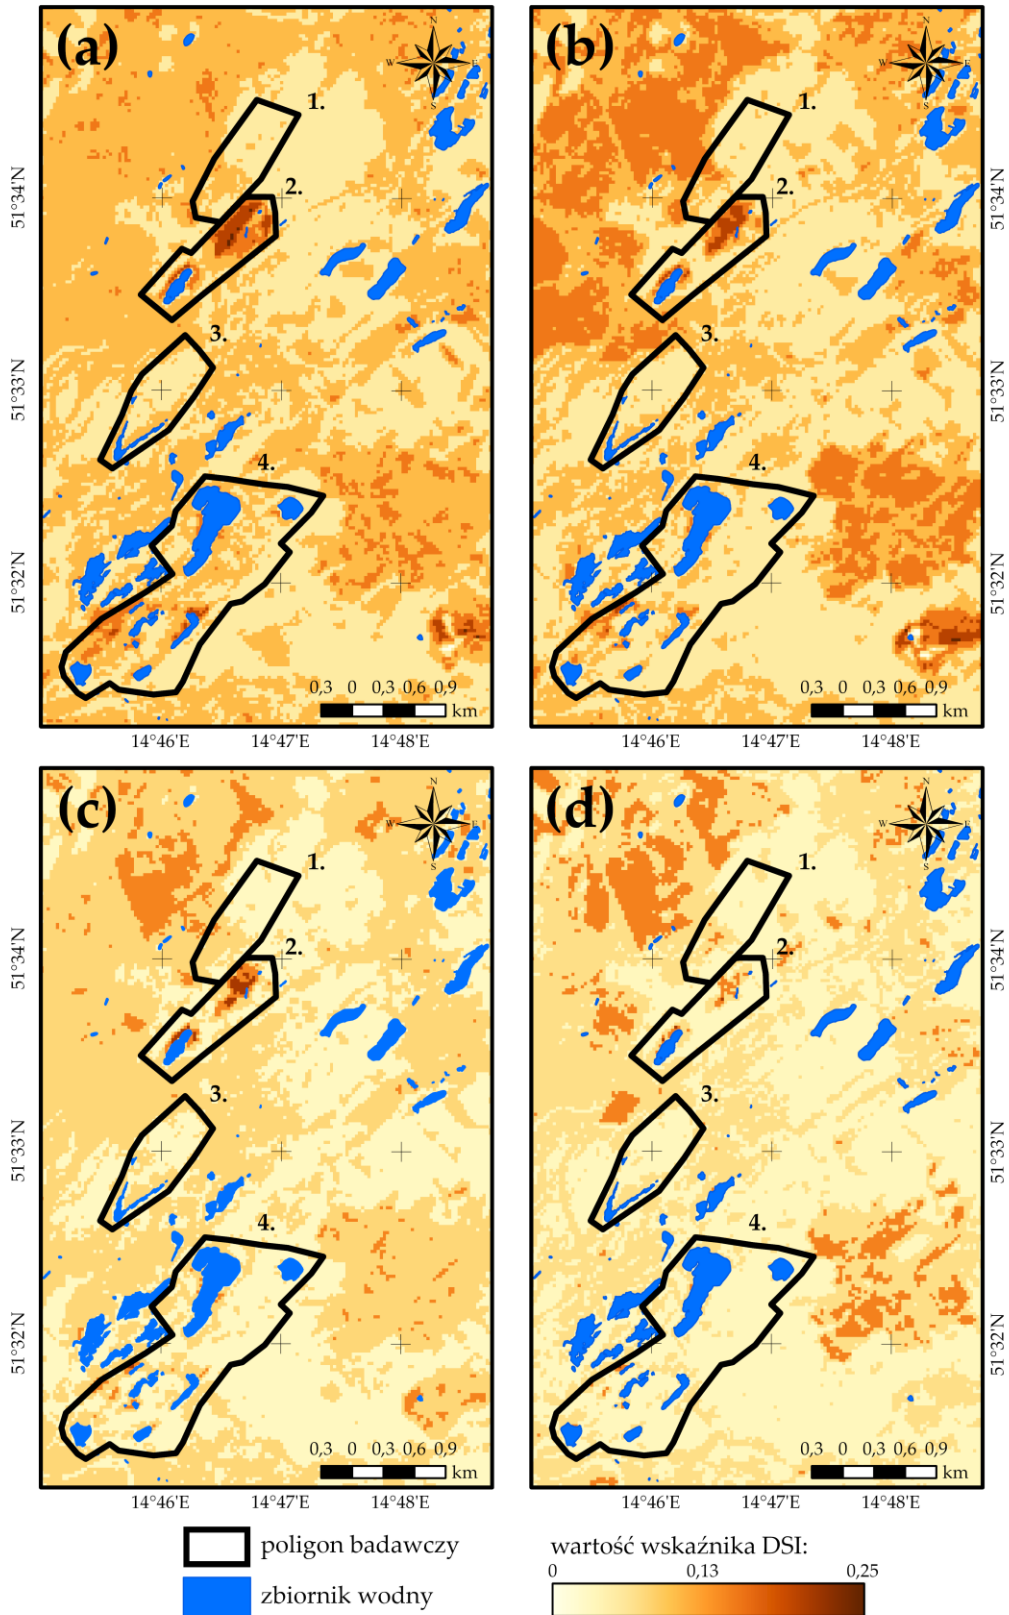 (a)
N
W E
S
1.
2.
3.
4.
51°34'N
51°33'N
51°32'N
0,3 0 0,3 0,6 0,9
km
14°46'E 14°47'E 14°48'E
(b)
N
W E
S
1.
2.
3.
4.
51°34'N
51°33'N
51°32'N
0,3 0 0,3 0,6 0,9
km
14°46'E 14°47'E 14°48'E
(c)
N
W E
S
1.
2.
3.
4.
51°34'N
51°33'N
51°32'N
0,3 0 0,3 0,6 0,9
km
14°46'E 14°47'E 14°48'E
(d)
N
W E
S
1.
2.
3.
4.
51°34'N
51°33'N
51°32'N
0,3 0 0,3 0,6 0,9
km
14°46'E 14°47'E 14°48'E
poligon badawczy
zbiornik wodny
wartość wskaźnika DSI:
0 0,13 0,25